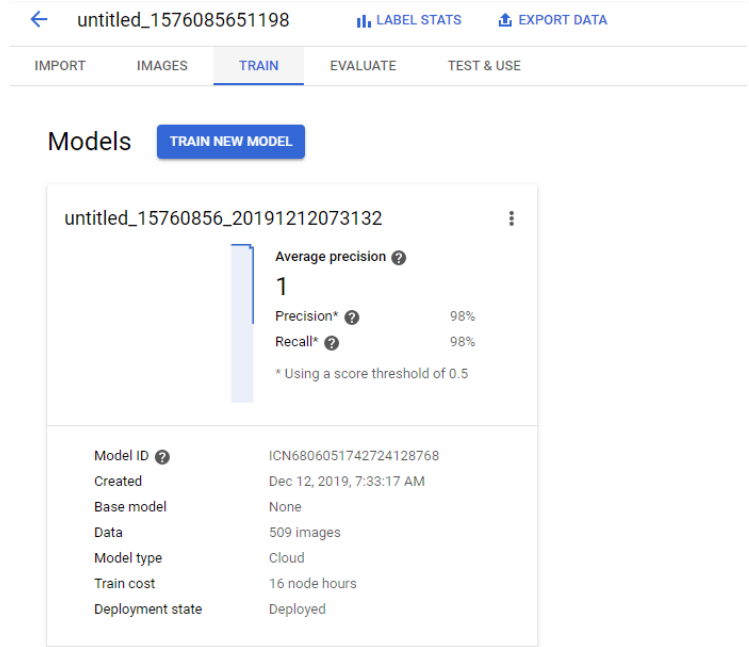 untitled_1576085651198 LABEL STATS EXPORT DATA
IMPORT IMAGES TRAIN EVALUATE TEST & USE
Models TRAIN NEW MODEL
untitled_15760856_20191212073132
Average precision ?
1
Precision* ? 98%
Recall* ? 98%
* Using a score threshold of 0.5
Model ID ? ICN6806051742724128768
Created Dec 12, 2019, 7:33:17 AM
Base model None
Data 509 images
Model type Cloud
Train cost 16 node hours
Deployment state Deployed